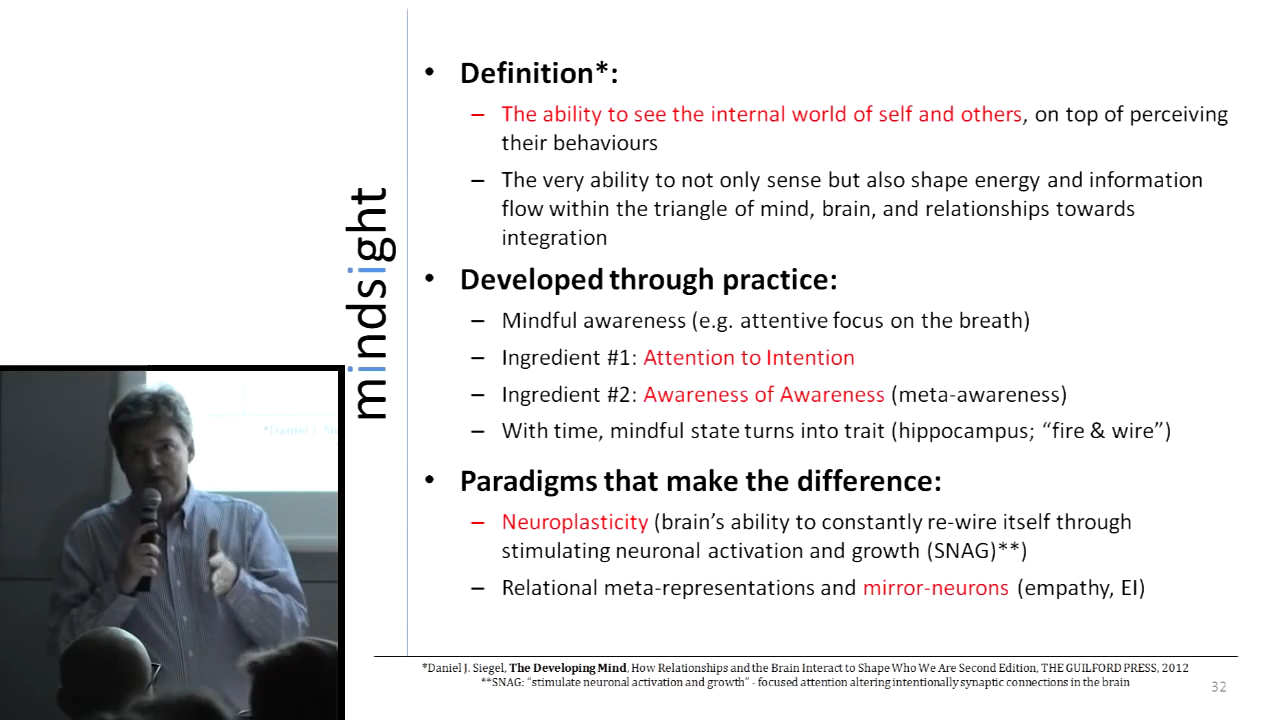 mindsight
• Definition*:
– The ability to see the internal world of self and others, on top of perceiving
their behaviours
– The very ability to not only sense but also shape energy and information
flow within the triangle of mind, brain, and relationships towards
integration
• Developed through practice:
– Mindful awareness (e.g. attentive focus on the breath)
– Ingredient #1: Attention to Intention
– Ingredient #2: Awareness of Awareness (meta-awareness)
– With time, mindful state turns into trait (hippocampus; “fire & wire”)
• Paradigms that make the difference:
– Neuroplasticity (brain’s ability to constantly re-wire itself through
stimulating neuronal activation and growth (SNAG)**)
– Relational meta-representations and mirror-neurons (empathy, EI)
*Daniel J. Siegel, The Developing Mind, How Relationships and the Brain Interact to Shape Who We Are Second Edition, THE GUILFORD PRESS, 2012
**SNAG: “stimulate neuronal activation and growth” - focused attention altering intentionally synaptic connections in the brain
32
*Daniel J. Sie